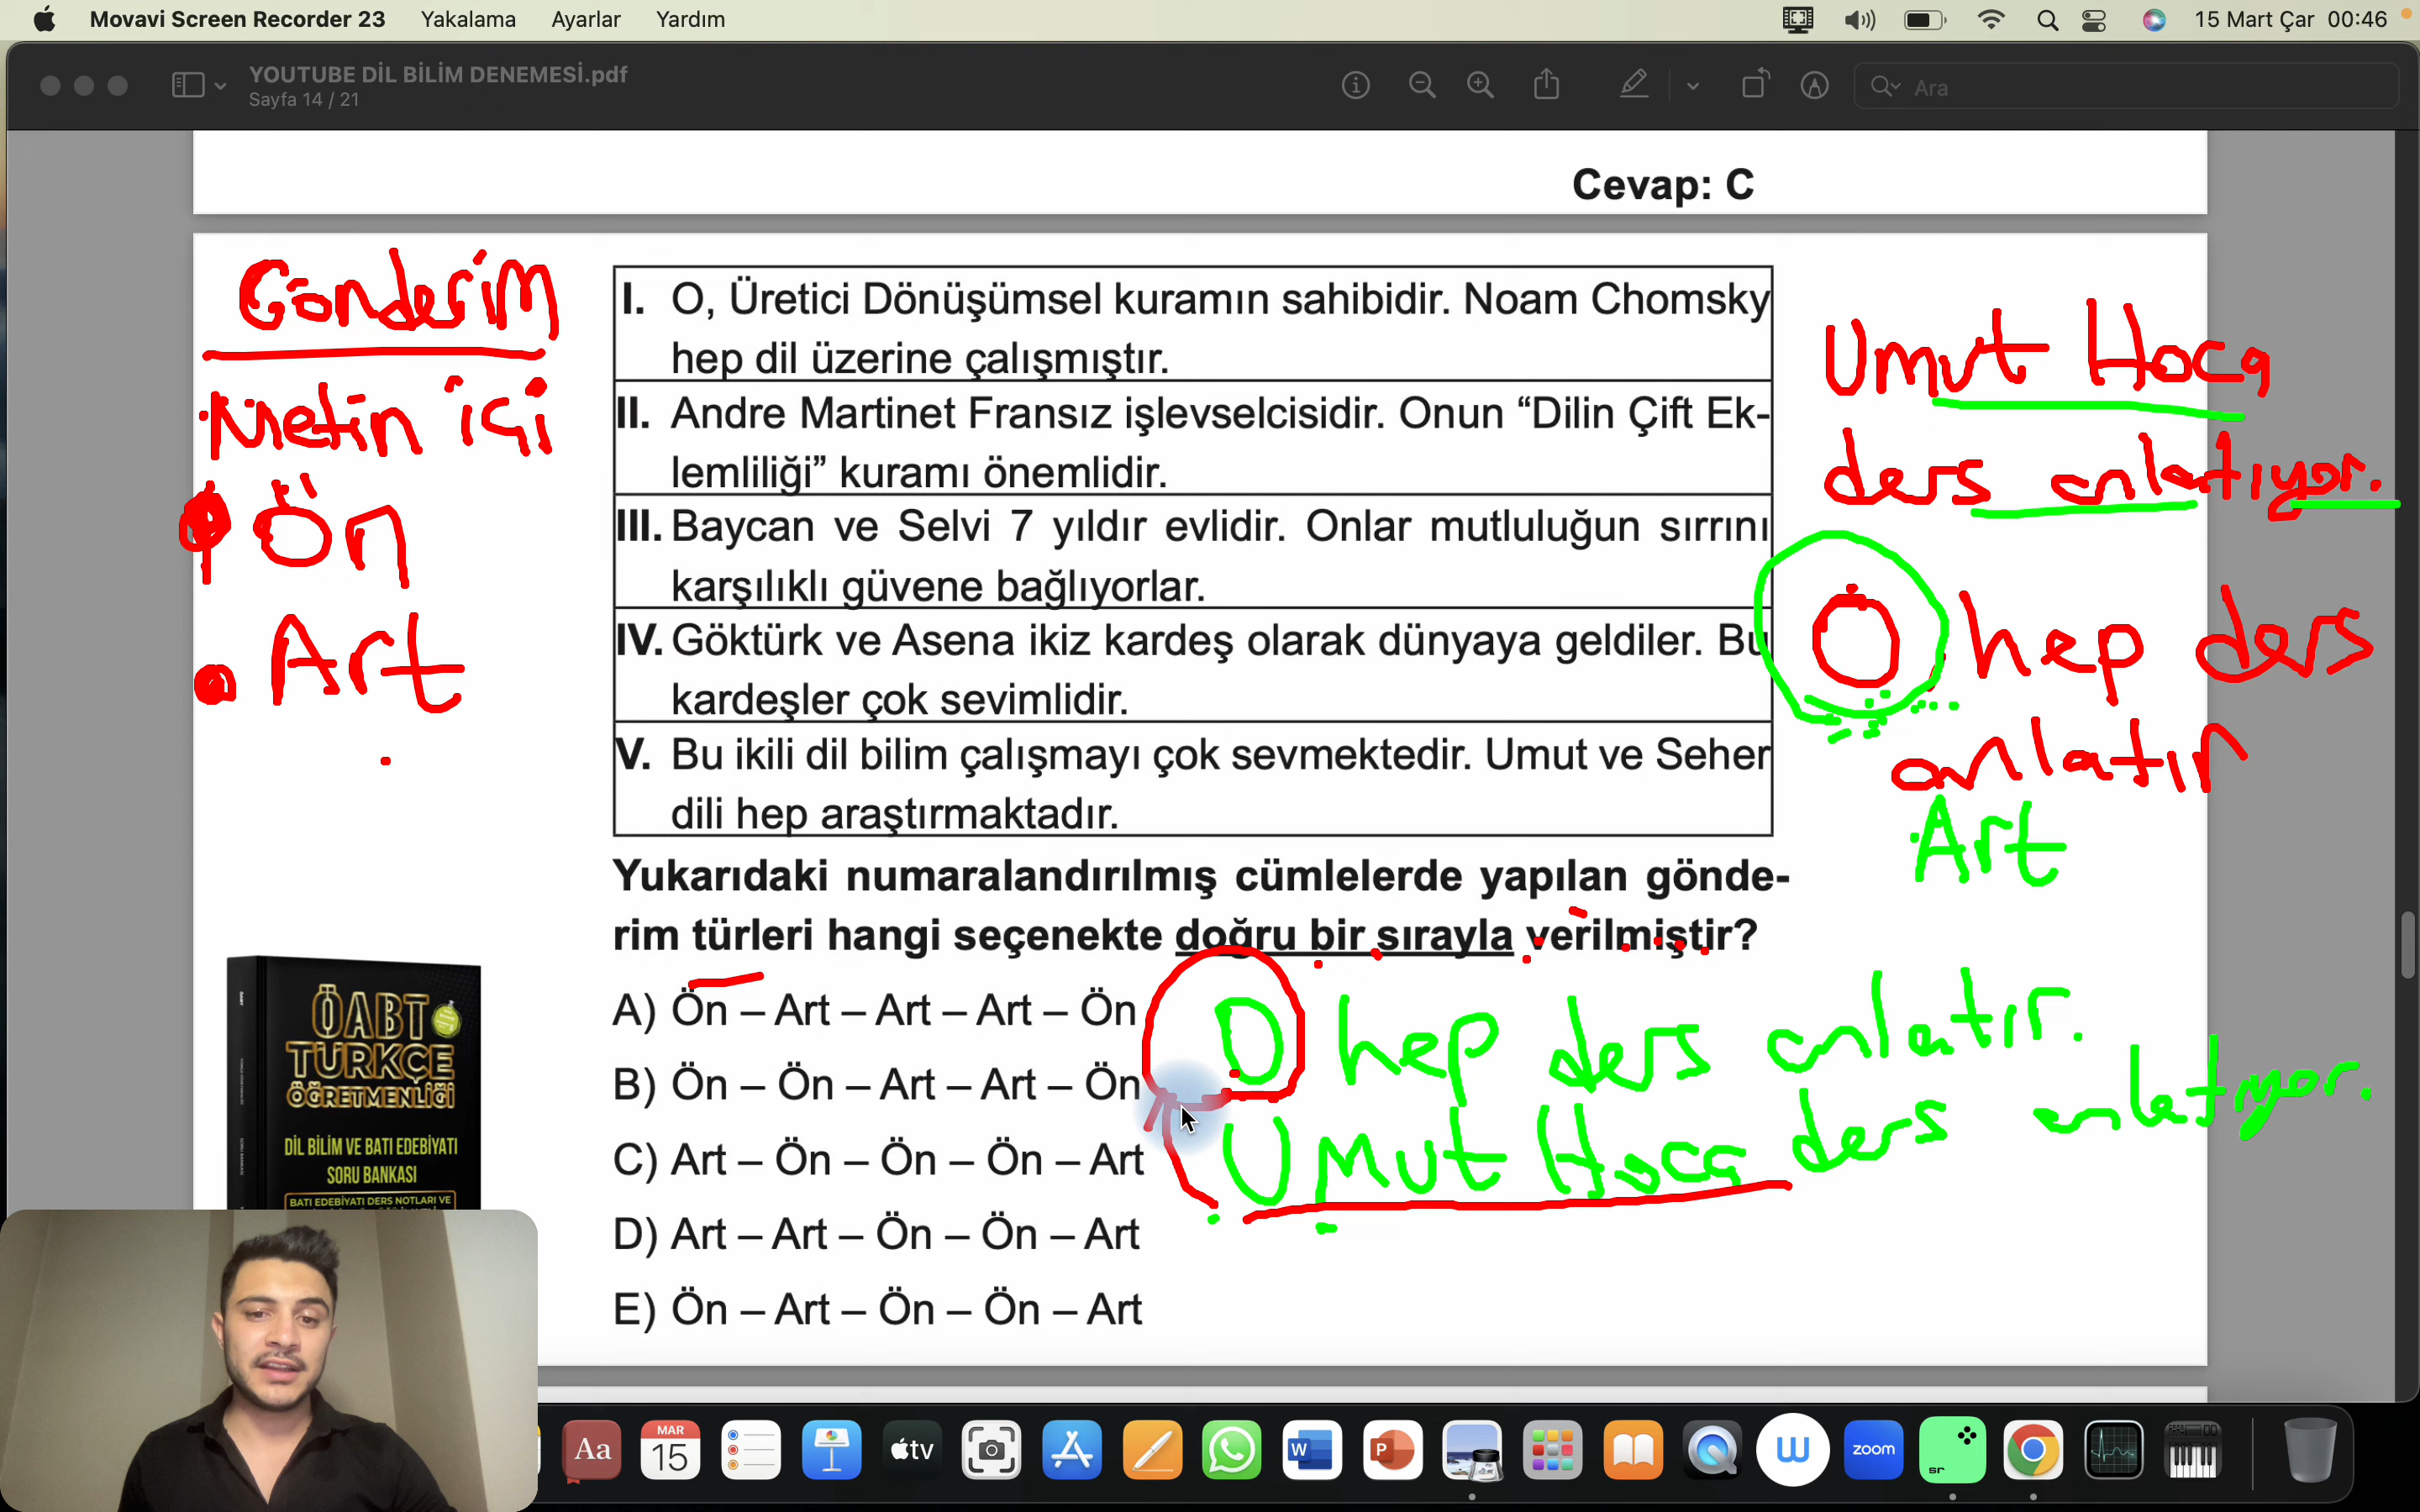 Movavi Screen Recorder 23 Yakalama Ayarlar Yardım 15 Mart Çar 00:46
YOUTUBE DİL BİLİM DENEMESİ.pdf
Sayfa 14 / 21
Ara
Cevap: C
Gönderim
Metin içi
Ön
Art
I. O, Üretici Dönüşümsel kuramın sahibidir. Noam Chomsky
hep dil üzerine çalışmıştır.
II. Andre Martinet Fransız işlevselcisidir. Onun “Dilin Çift Ek-
lemliliği” kuramı önemlidir.
III. Baycan ve Selvi 7 yıldır evlidir. Onlar mutluluğun sırrını
karşılıklı güvene bağlıyorlar.
IV. Göktürk ve Asena ikiz kardeş olarak dünyaya geldiler. Bu
kardeşler çok sevimlidir.
V. Bu ikili dil bilim çalışmayı çok sevmektedir. Umut ve Seher
dili hep araştırmaktadır.
Umut Hoca
ders anlatıyor.
O hep ders
anlatır
Art
Yukarıdaki numaralandırılmış cümlelerde yapılan gönde-
rim türleri hangi seçenekte doğru bir sırayla verilmiştir?
A) Ön – Art – Art – Art – Ön
B) Ön – Ön – Art – Art – Ön
C) Art – Ön – Ön – Ön – Art
D) Art – Art – Ön – Ön – Art
E) Ön – Art – Ön – Ön – Art
O hep ders anlatır.
Umut Hoca ders anlatıyor.
ÖABT
TÜRKÇE
ÖĞRETMENLİĞİ
DİL BİLİM VE BATI EDEBİYATI
SORU BANKASI
BATI EDEBİYATI DERS NOTLARI VE
Aa
MAR
15
tv
W
P
W
zoom
sr